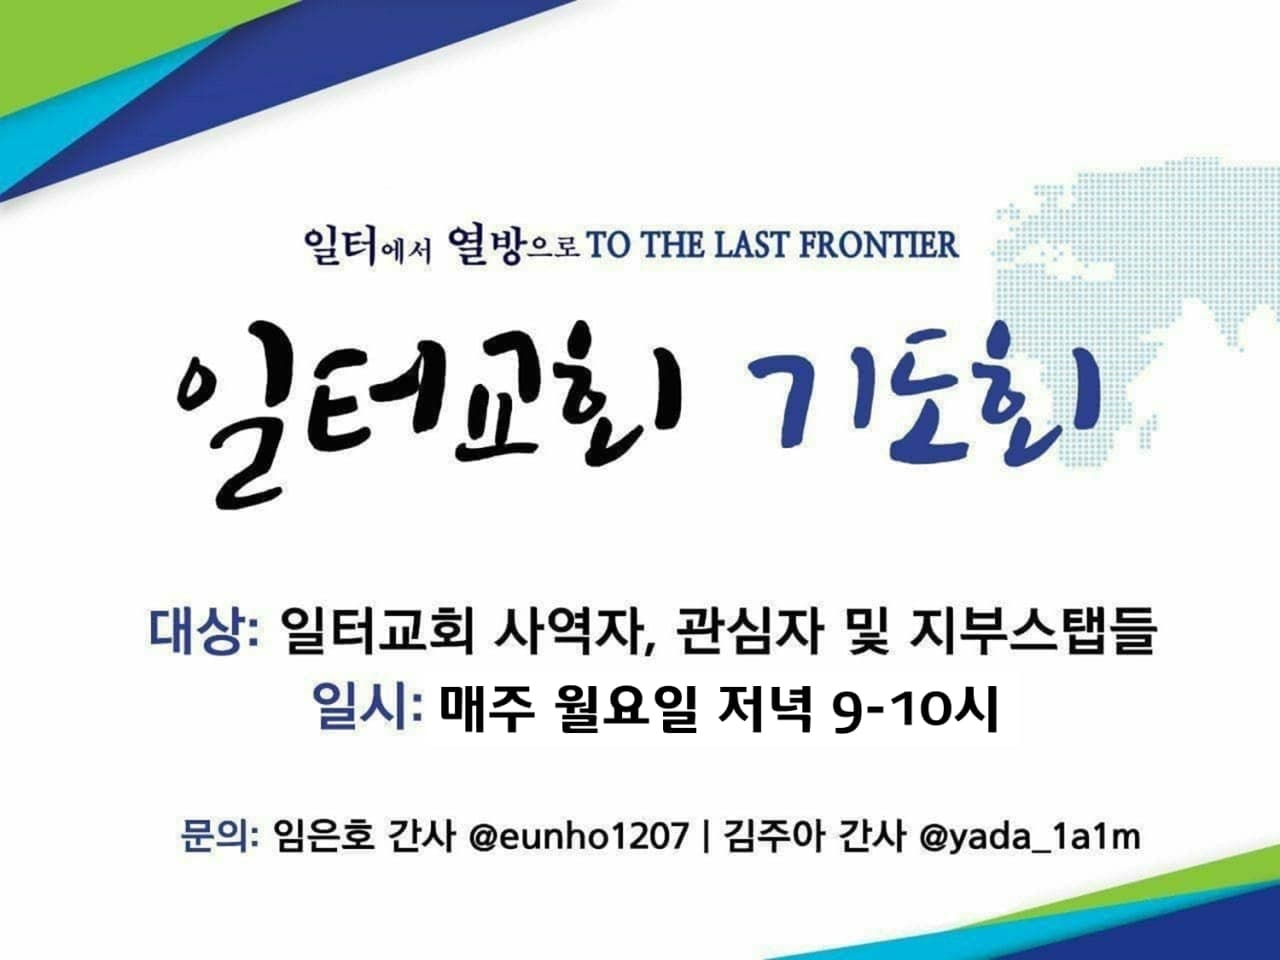 일터에서 열방으로 TO THE LAST FRONTIER
일터교회 기도회
대상: 일터교회 사역자, 관심자 및 지부스탭들
일시: 매주 월요일 저녁 9-10시
문의: 임은호 간사 @eunho1207 | 김주아 간사 @yada_1a1m